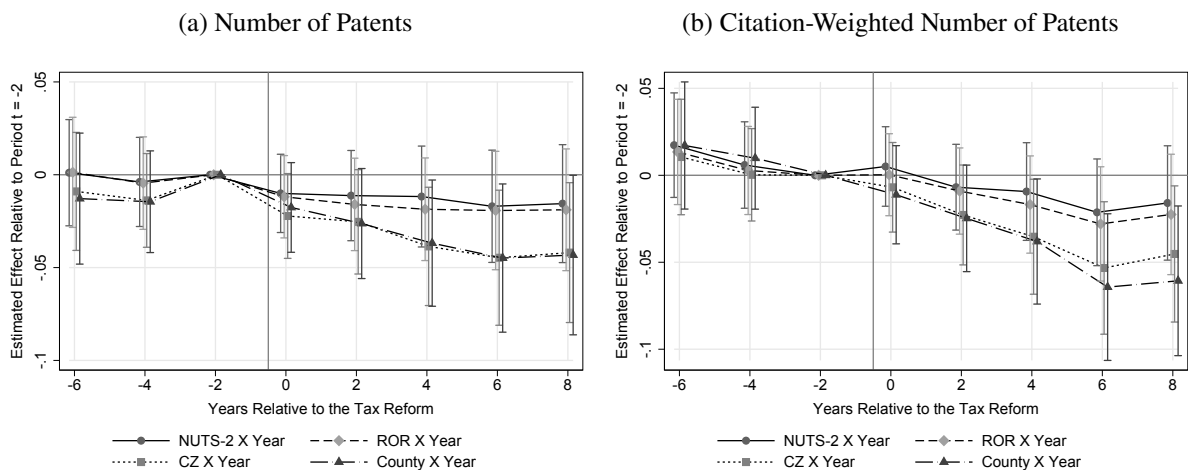 (a) Number of Patents
Estimated Effect Relative to Period t = -2
.05
0
-.05
-.1
-6 -4 -2 0 2 4 6 8
Years Relative to the Tax Reform
NUTS-2 X Year ROR X Year
CZ X Year County X Year
(b) Citation-Weighted Number of Patents
Estimated Effect Relative to Period t = -2
.05
0
-.05
-.1
-6 -4 -2 0 2 4 6 8
Years Relative to the Tax Reform
NUTS-2 X Year ROR X Year
CZ X Year County X Year